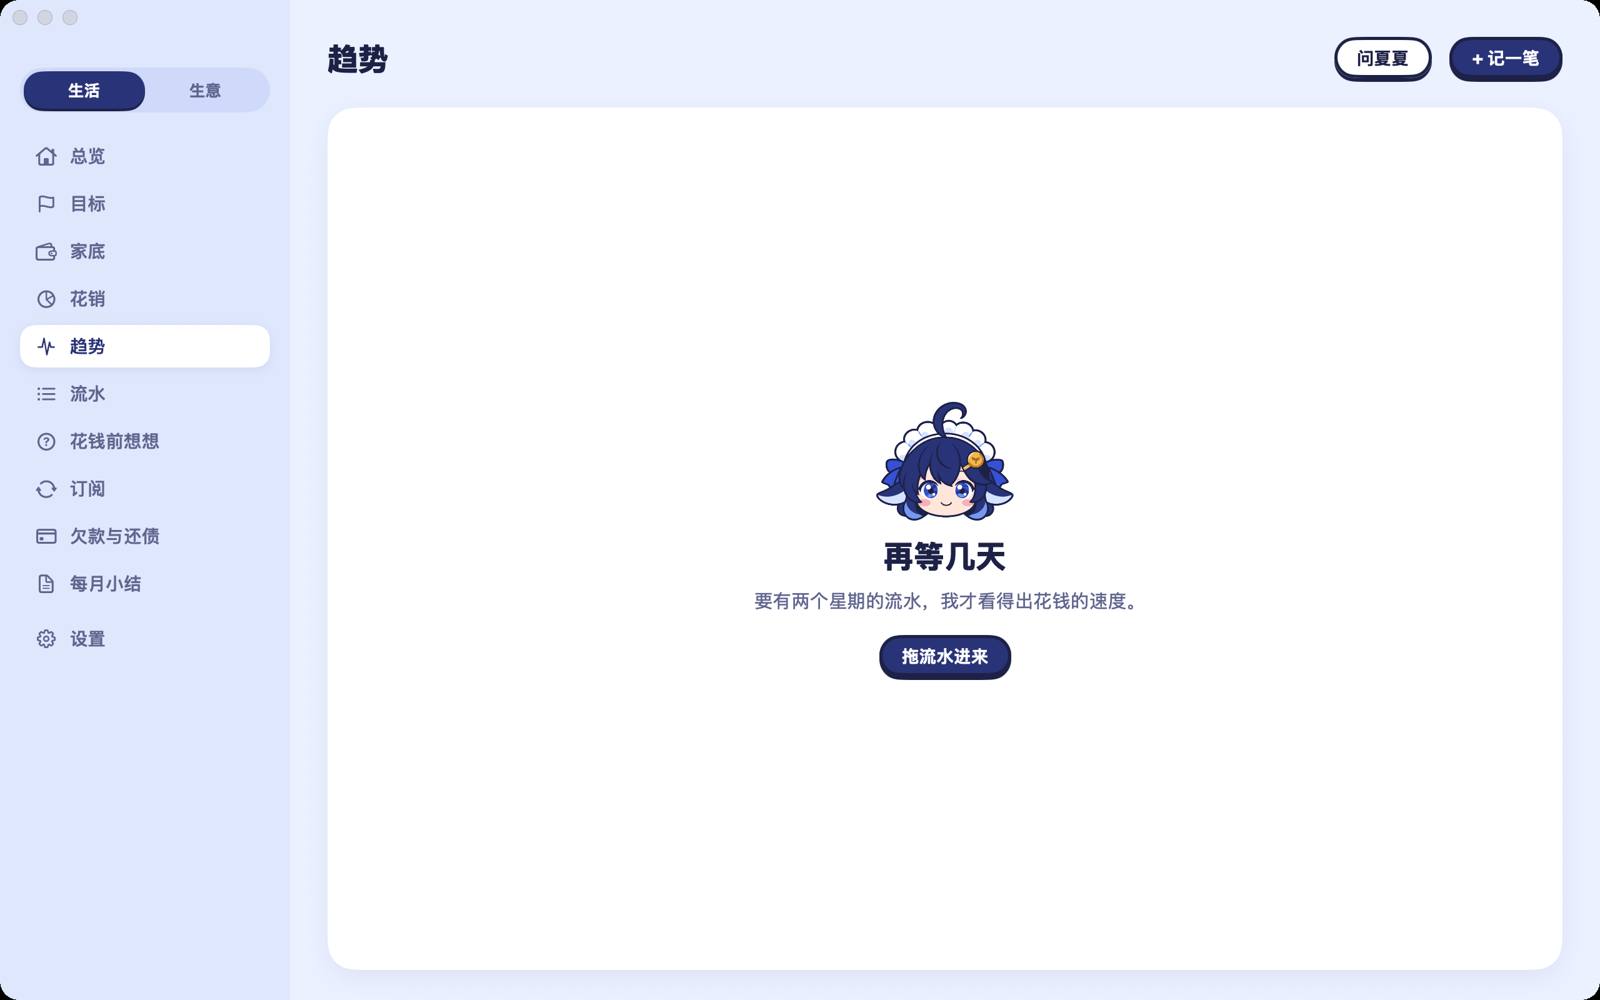 生活
生意
总览
目标
家底
花销
趋势
流水
花钱前想想
订阅
欠款与还债
每月小结
设置
趋势
问夏夏
+ 记一笔
再等几天
要有两个星期的流水，我才看得出花钱的速度。
拖流水进来